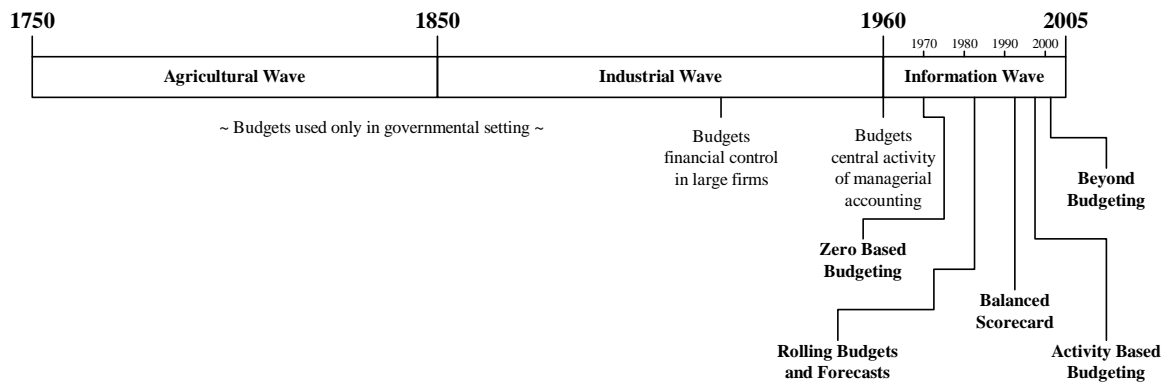 1750 1850 1960 2005
1970 1980 1990 2000
Agricultural Wave Industrial Wave Information Wave
~ Budgets used only in governmental setting ~
Budgets
financial control
in large firms
Budgets
central activity
of managerial
accounting
Beyond
Budgeting
Zero Based
Budgeting
Balanced
Scorecard
Rolling Budgets
and Forecasts
Activity Based
Budgeting